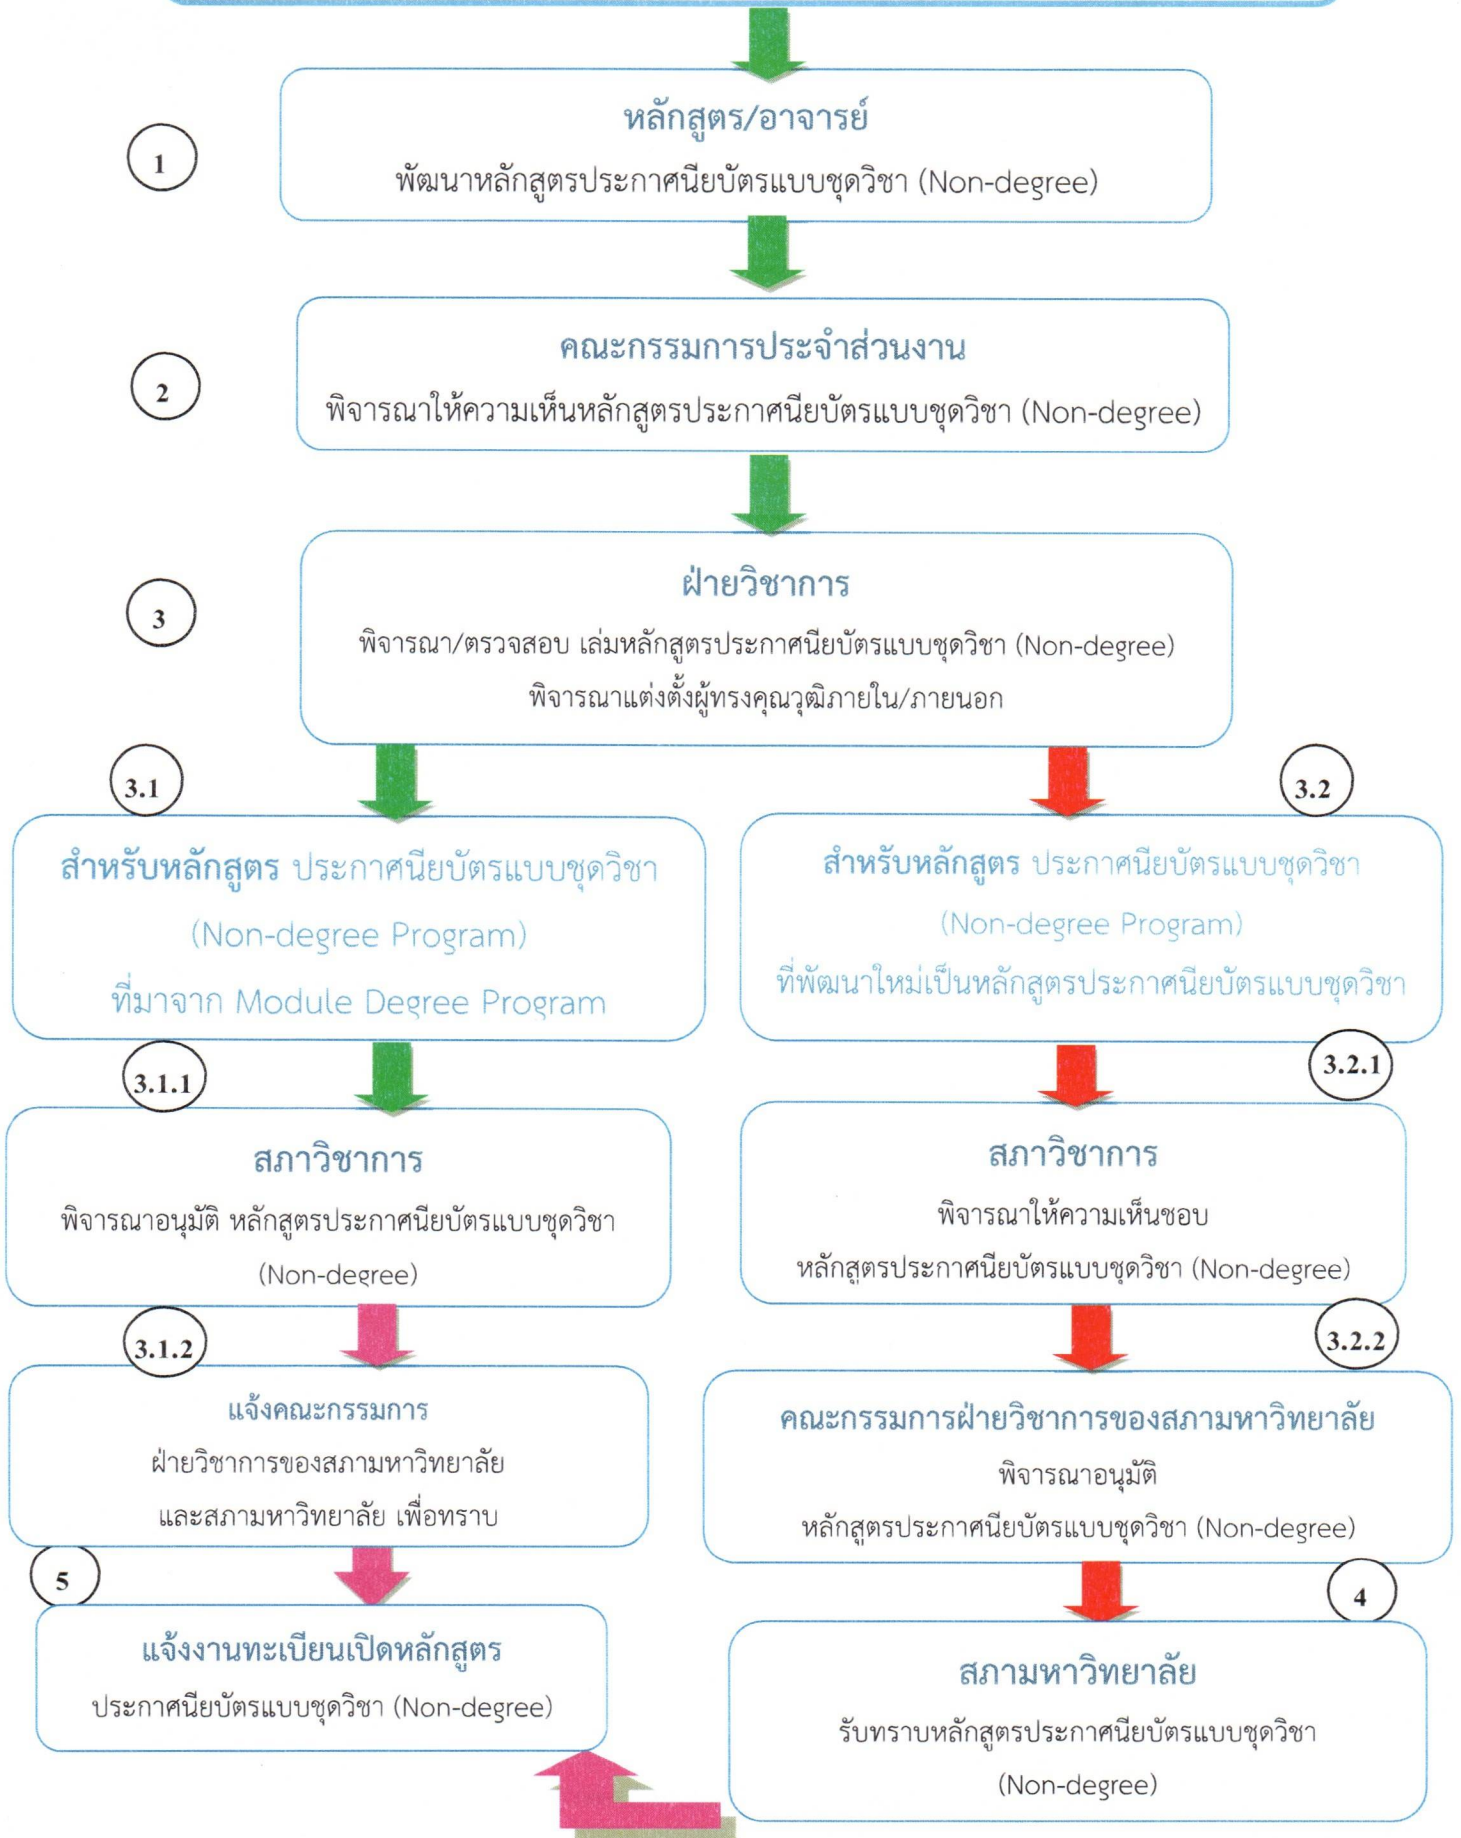 1
หลักสูตร/อาจารย์
พัฒนาหลักสูตรประกาศนียบัตรแบบชุดวิชา (Non-degree)
2
คณะกรรมการประจำส่วนงาน
พิจารณาให้ความเห็นหลักสูตรประกาศนียบัตรแบบชุดวิชา (Non-degree)
3
ฝ่ายวิชาการ
พิจารณา/ตรวจสอบ เล่มหลักสูตรประกาศนียบัตรแบบชุดวิชา (Non-degree)
พิจารณาแต่งตั้งผู้ทรงคุณวุฒิภายใน/ภายนอก
3.1
สำหรับหลักสูตร ประกาศนียบัตรแบบชุดวิชา
(Non-degree Program)
ที่มาจาก Module Degree Program
3.2
สำหรับหลักสูตร ประกาศนียบัตรแบบชุดวิชา
(Non-degree Program)
ที่พัฒนาใหม่เป็นหลักสูตรประกาศนียบัตรแบบชุดวิชา
3.1.1
สภาวิชาการ
พิจารณาอนุมัติ หลักสูตรประกาศนียบัตรแบบชุดวิชา
(Non-degree)
3.2.1
สภาวิชาการ
พิจารณาให้ความเห็นชอบ
หลักสูตรประกาศนียบัตรแบบชุดวิชา (Non-degree)
3.1.2
แจ้งคณะกรรมการ
ฝ่ายวิชาการของสภามหาวิทยาลัย
และสภามหาวิทยาลัย เพื่อทราบ
3.2.2
คณะกรรมการฝ่ายวิชาการของสภามหาวิทยาลัย
พิจารณาอนุมัติ
หลักสูตรประกาศนียบัตรแบบชุดวิชา (Non-degree)
5
แจ้งงานทะเบียนเปิดหลักสูตร
ประกาศนียบัตรแบบชุดวิชา (Non-degree)
4
สภามหาวิทยาลัย
รับทราบหลักสูตรประกาศนียบัตรแบบชุดวิชา
(Non-degree)